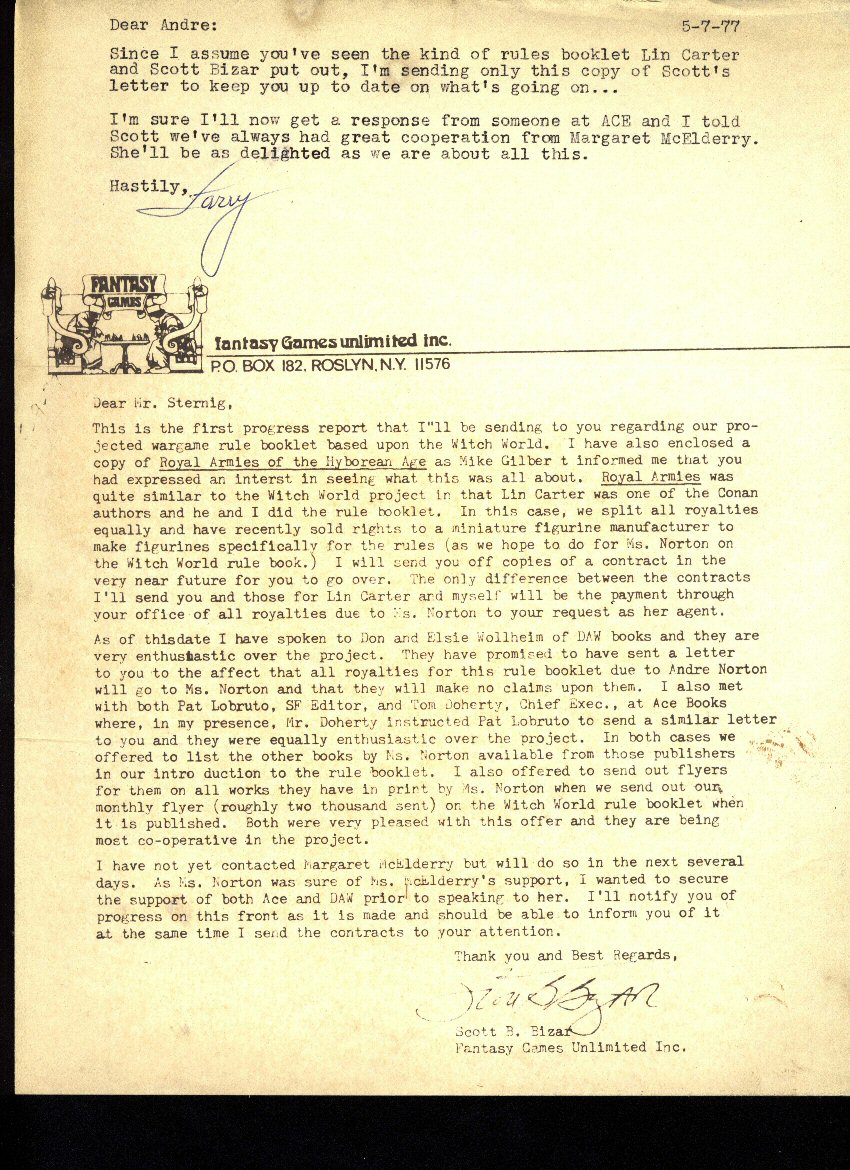 Dear Andre: 5-7-77
Since I assume you've seen the kind of rules booklet Lin Carter
and Scott Bizar put out, I'm sending only this copy of Scott's
letter to keep you up to date on what's going on...
I'm sure I'll now get a response from someone at ACE and I told
Scott we've always had great cooperation from Margaret McElderry.
She'll be as delighted as we are about all this.
Hastily,
Larry
FANTASY
GAMES
fantasy Games unlimited inc.
P.O. BOX 182, ROSLYN, N.Y. 11576
Dear Mr. Sternig,
This is the first progress report that I"ll be sending to you regarding our pro-
jected wargame rule booklet based upon the Witch World. I have also enclosed a
copy of Royal Armies of the Hyborean Age as Mike Gilber t informed me that you
had expressed an interst in seeing what this was all about. Royal Armies was
quite similar to the Witch World project in that Lin Carter was one of the Conan
authors and he and I did the rule booklet. In this case, we split all royalties
equally and have recently sold rights to a miniature figurine manufacturer to
make figurines specifically for the rules (as we hope to do for Ms. Norton on
the Witch World rule book.) I will send you off copies of a contract in the
very near future for you to go over. The only difference between the contracts
I'll send you and those for Lin Carter and myself will be the payment through
your office of all royalties due to Ms. Norton to your request as her agent.
As of thisdate I have spoken to Don and Elsie Wollheim of DAW books and they are
very enthusiastic over the project. They have promised to have sent a letter
to you to the affect that all royalties for this rule booklet due to Andre Norton
will go to Ms. Norton and that they will make no claims upon them. I also met
with both Pat Lobruto, SF Editor, and Tom Doherty, Chief Exec., at Ace Books
where, in my presence, Mr. Doherty instructed Pat Lobruto to send a similar letter
to you and they were equally enthusiastic over the project. In both cases we
offered to list the other books by Ms. Norton available from those publishers
in our intro duction to the rule booklet. I also offered to send out flyers
for them on all works they have in print by Ms. Norton when we send out our
monthly flyer (roughly two thousand sent) on the Witch World rule booklet when
it is published. Both were very pleased with this offer and they are being
most co-operative in the project.
I have not yet contacted Margaret McElderry but will do so in the next several
days. As Ms. Norton was sure of Ms. McElderry's support, I wanted to secure
the support of both Ace and DAW prior to speaking to her. I'll notify you of
progress on this front as it is made and should be able to inform you of it
at the same time I send the contracts to your attention.
Thank you and Best Regards,
Scott B Bizar
Scott B. Bizar
Fantasy Games Unlimited Inc.